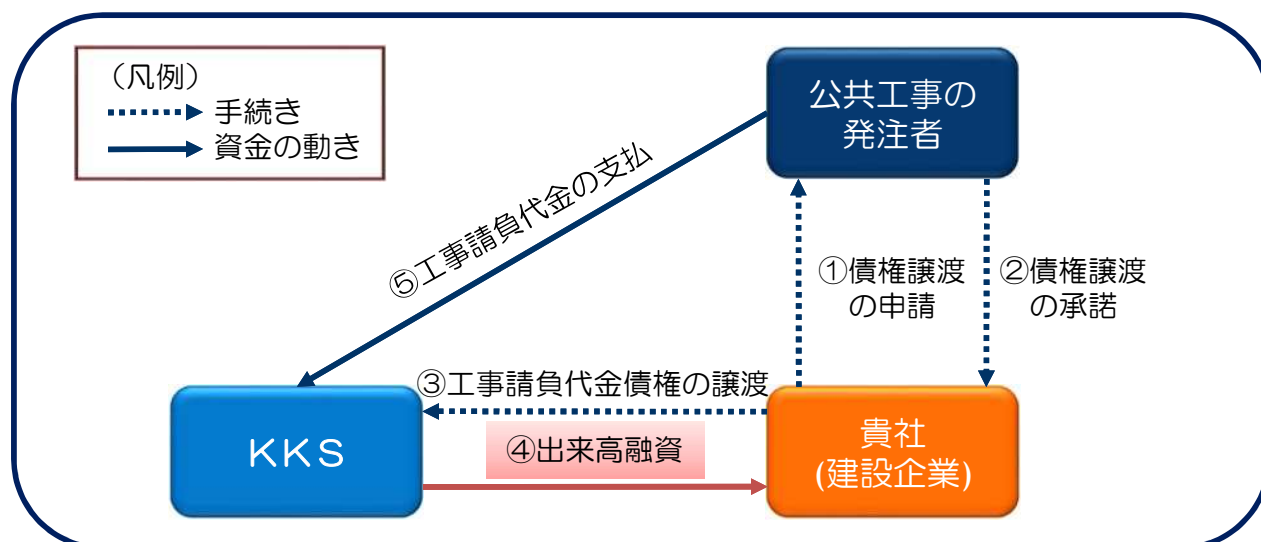 (凡例)
手続き
資金の動き
公共工事の
発注者
⑤工事請負代金の支払
①債権譲渡
の申請
②債権譲渡
の承諾
③工事請負代金債権の譲渡
KKS
④出来高融資
貴社
(建設企業)